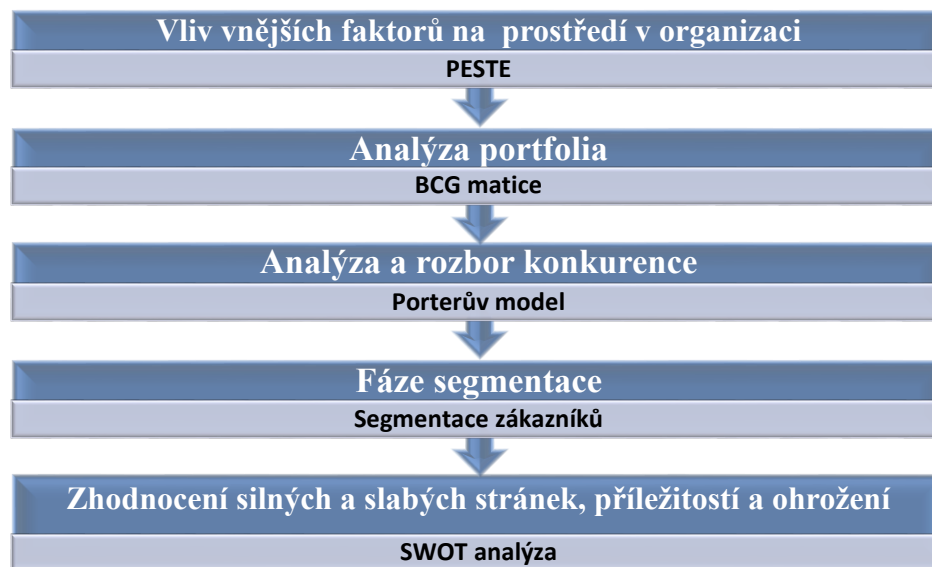 Vliv vnějších faktorů na prostředí v organizaci
PESTE
Analýza portfolia
BCG matice
Analýza a rozbor konkurence
Porterův model
Fáze segmentace
Segmentace zákazníků
Zhodnocení silných a slabých stránek, příležitostí a ohrožení
SWOT analýza